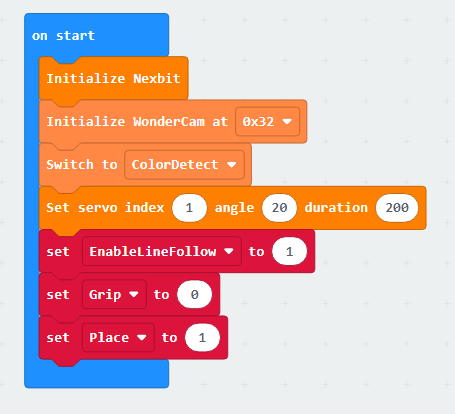 on start
Initialize Nexbit
Initialize WonderCam at 0x32
Switch to ColorDetect
Set servo index 1 angle 20 duration 200
set EnableLineFollow to 1
set Grip to 0
set Place to 1